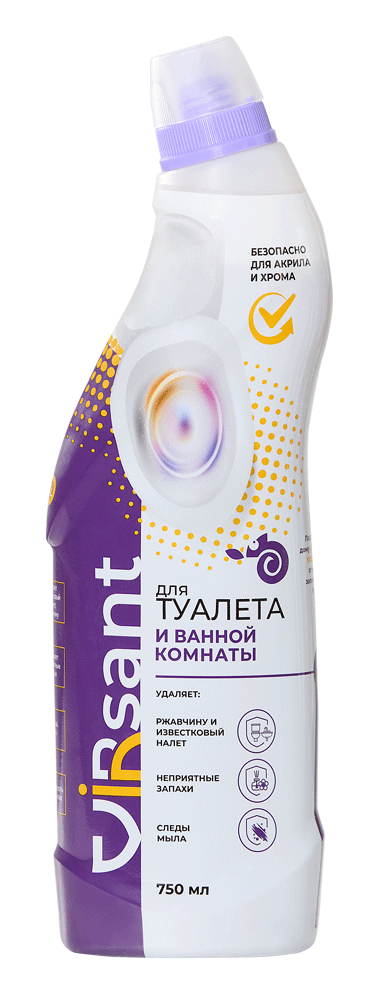 БЕЗОПАСНО
ДЛЯ АКРИЛА
И ХРОМА
VIPsant
ДЛЯ
ТУАЛЕТА
И ВАННОЙ
КОМНАТЫ
УДАЛЯЕТ:
РЖАВЧИНУ И
ИЗВЕСТКОВЫЙ
НАЛЕТ
НЕПРИЯТНЫЕ
ЗАПАХИ
СЛЕДЫ
МЫЛА
750 МЛ